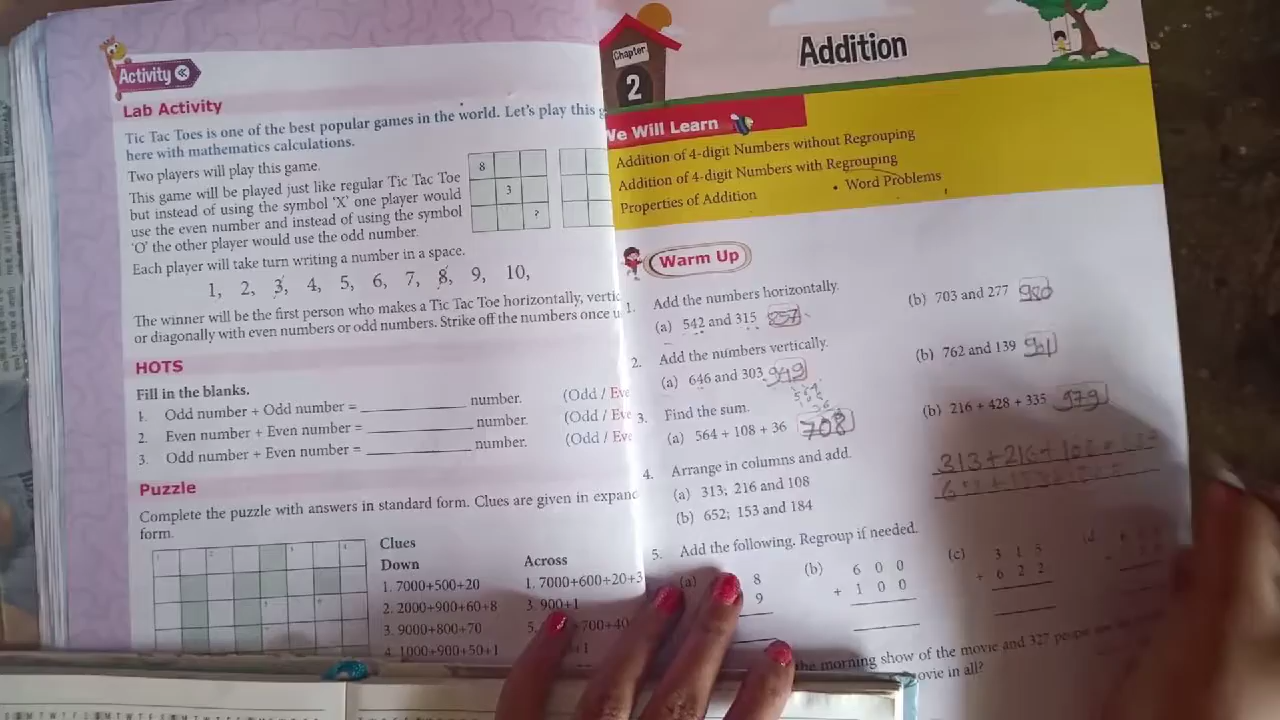 Activity
Lab Activity
Tic Tac Toes is one of the best popular games in the world. Let's play this
here with mathematics calculations.
Two players will play this game.
This game will be played just like regular Tic Tac Toe
but instead of using the symbol 'X' one player would
use the even number and instead of using the symbol
'O' the other player would use the odd number.
8
3
?
Each player will take turn writing a number in a space.
1, 2, 3, 4, 5, 6, 7, 8, 9, 10,
The winner will be the first person who makes a Tic Tac Toe horizontally,
or diagonally with even numbers or odd numbers. Strike off the numbers once
HOTS
Fill in the blanks.
1. Odd number + Odd number = __________ number. (Odd /
2. Even number + Even number = __________ number. (Odd /
3. Odd number + Even number = __________ number. (Odd /
Puzzle
Complete the puzzle with answers in standard form. Clues are given in
form.
Clues
Down
1. 7000+500+20
2. 2000+900+60+8
3. 9000+800+70
4. 1000+900+50+1
Across
1. 7000+600+20+3
3. 900+1
5. +700+40
+1
Chapter
2
Addition
We Will Learn
Addition of 4-digit Numbers without Regrouping
Addition of 4-digit Numbers with Regrouping
Properties of Addition
• Word Problems
Warm Up
1. Add the numbers horizontally.
(a) 542 and 315 857
(b) 703 and 277 980
2. Add the numbers vertically.
(a) 646 and 303 949
(b) 762 and 139 901
3. Find the sum.
(a) 564 + 108 + 36 708
(b) 216 + 428 + 335 979
4. Arrange in columns and add.
(a) 313; 216 and 108
(b) 652; 153 and 184
313+216+
5. Add the following. Regroup if needed.
(a) 8
9
(b) 6 0 0
+ 1 0 0
(c) 3 1 5
+ 6 2 2
(d
the morning show of the movie and 327 people
movie in all?